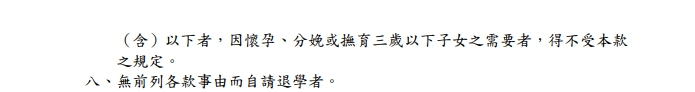 （含）以下者，因懷孕、分娩或撫育三歲以下子女之需要者，得不受本款
之規定。
八、無前列各款事由而自請退學者。